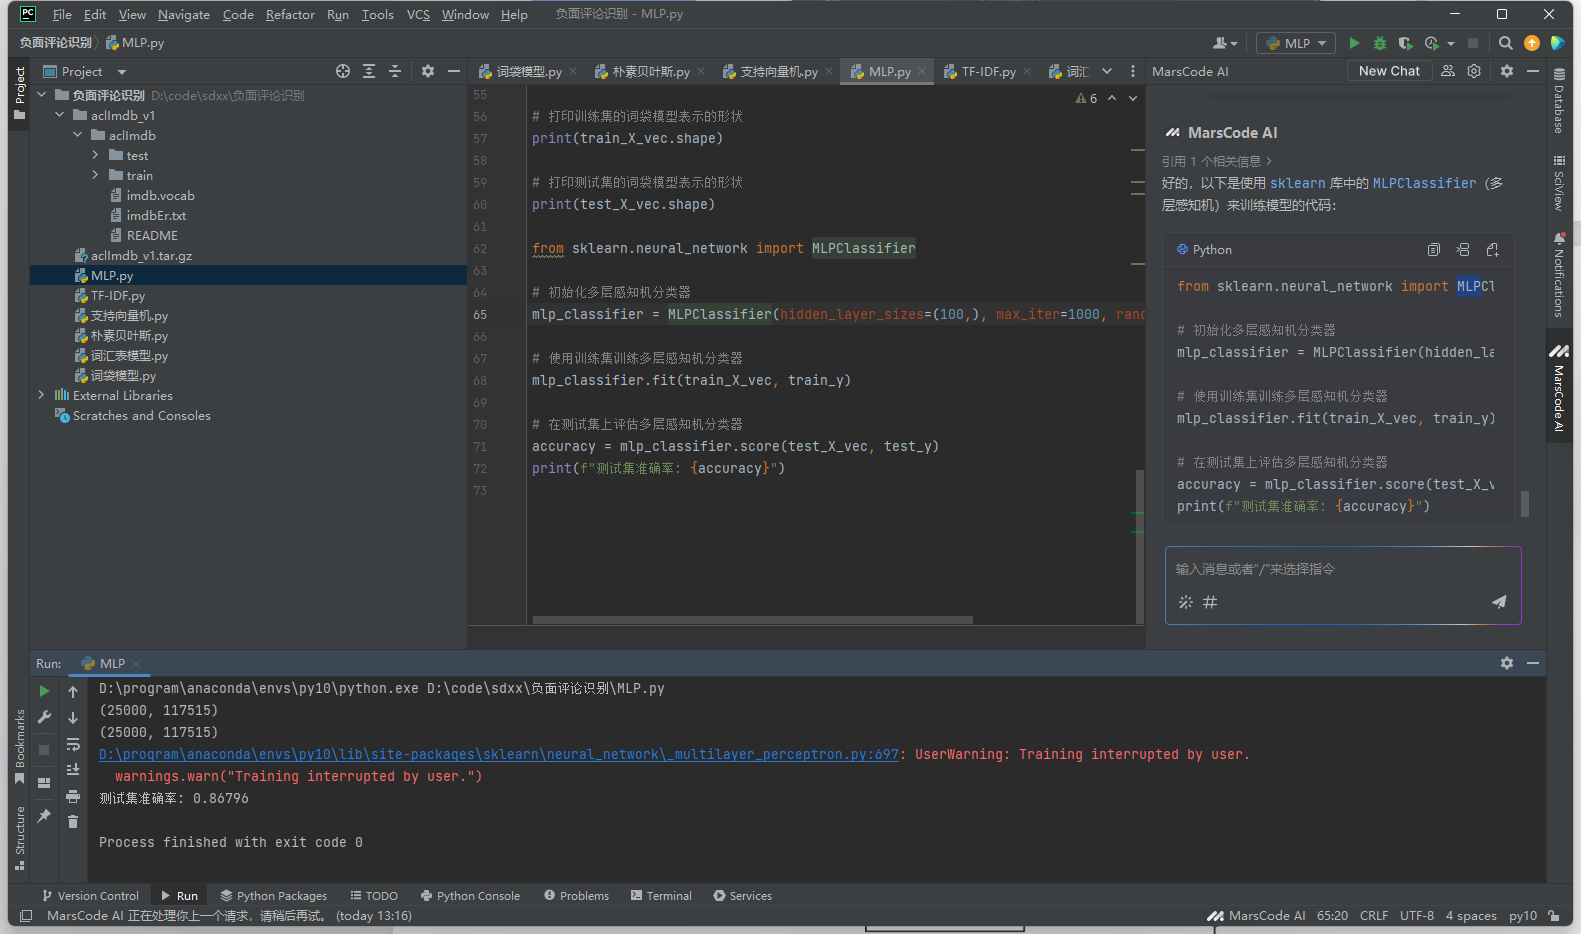 PC File Edit View Navigate Code Refactor Run Tools VCS Window Help 负面评论识别 - MLP.py
负面评论识别 MLP.py MLP
Project 词袋模型.py 朴素贝叶斯.py 支持向量机.py MLP.py TF-IDF.py 词汇 MarsCode AI New Chat
负面评论识别 D:\code\sdxx\负面评论识别
aclImdb_v1
aclImdb
test
train
imdb.vocab
imdbEr.txt
README
aclImdb_v1.tar.gz
MLP.py
TF-IDF.py
支持向量机.py
朴素贝叶斯.py
词汇表模型.py
词袋模型.py
External Libraries
Scratches and Consoles
6
55
56 # 打印训练集的词袋模型表示的形状
57 print(train_X_vec.shape)
58
59 # 打印测试集的词袋模型表示的形状
60 print(test_X_vec.shape)
61
62 from sklearn.neural_network import MLPClassifier
63
64 # 初始化多层感知机分类器
65 mlp_classifier = MLPClassifier(hidden_layer_sizes=(100,), max_iter=1000, rand
66
67 # 使用训练集训练多层感知机分类器
68 mlp_classifier.fit(train_X_vec, train_y)
69
70 # 在测试集上评估多层感知机分类器
71 accuracy = mlp_classifier.score(test_X_vec, test_y)
72 print(f"测试集准确率: {accuracy}")
73
MarsCode AI
引用 1 个相关信息 >
好的，以下是使用 sklearn 库中的 MLPClassifier （多
层感知机）来训练模型的代码：
Python
from sklearn.neural_network import MLPCl
# 初始化多层感知机分类器
mlp_classifier = MLPClassifier(hidden_la
# 使用训练集训练多层感知机分类器
mlp_classifier.fit(train_X_vec, train_y)
# 在测试集上评估多层感知机分类器
accuracy = mlp_classifier.score(test_X_v
print(f"测试集准确率: {accuracy}")
输入消息或者“/”来选择指令
Project
Bookmarks
Structure
Database
SciView
Notifications
MarsCode AI
Run: MLP
D:\program\anaconda\envs\py10\python.exe D:\code\sdxx\负面评论识别\MLP.py
(25000, 117515)
(25000, 117515)
D:\program\anaconda\envs\py10\lib\site-packages\sklearn\neural_network\_multilayer_perceptron.py:697: UserWarning: Training interrupted by user.
warnings.warn("Training interrupted by user.")
测试集准确率: 0.86796
Process finished with exit code 0
Version Control Run Python Packages TODO Python Console Problems Terminal Services
MarsCode AI 正在处理你上一个请求，请稍后再试。 (today 13:16) MarsCode AI 65:20 CRLF UTF-8 4 spaces py10